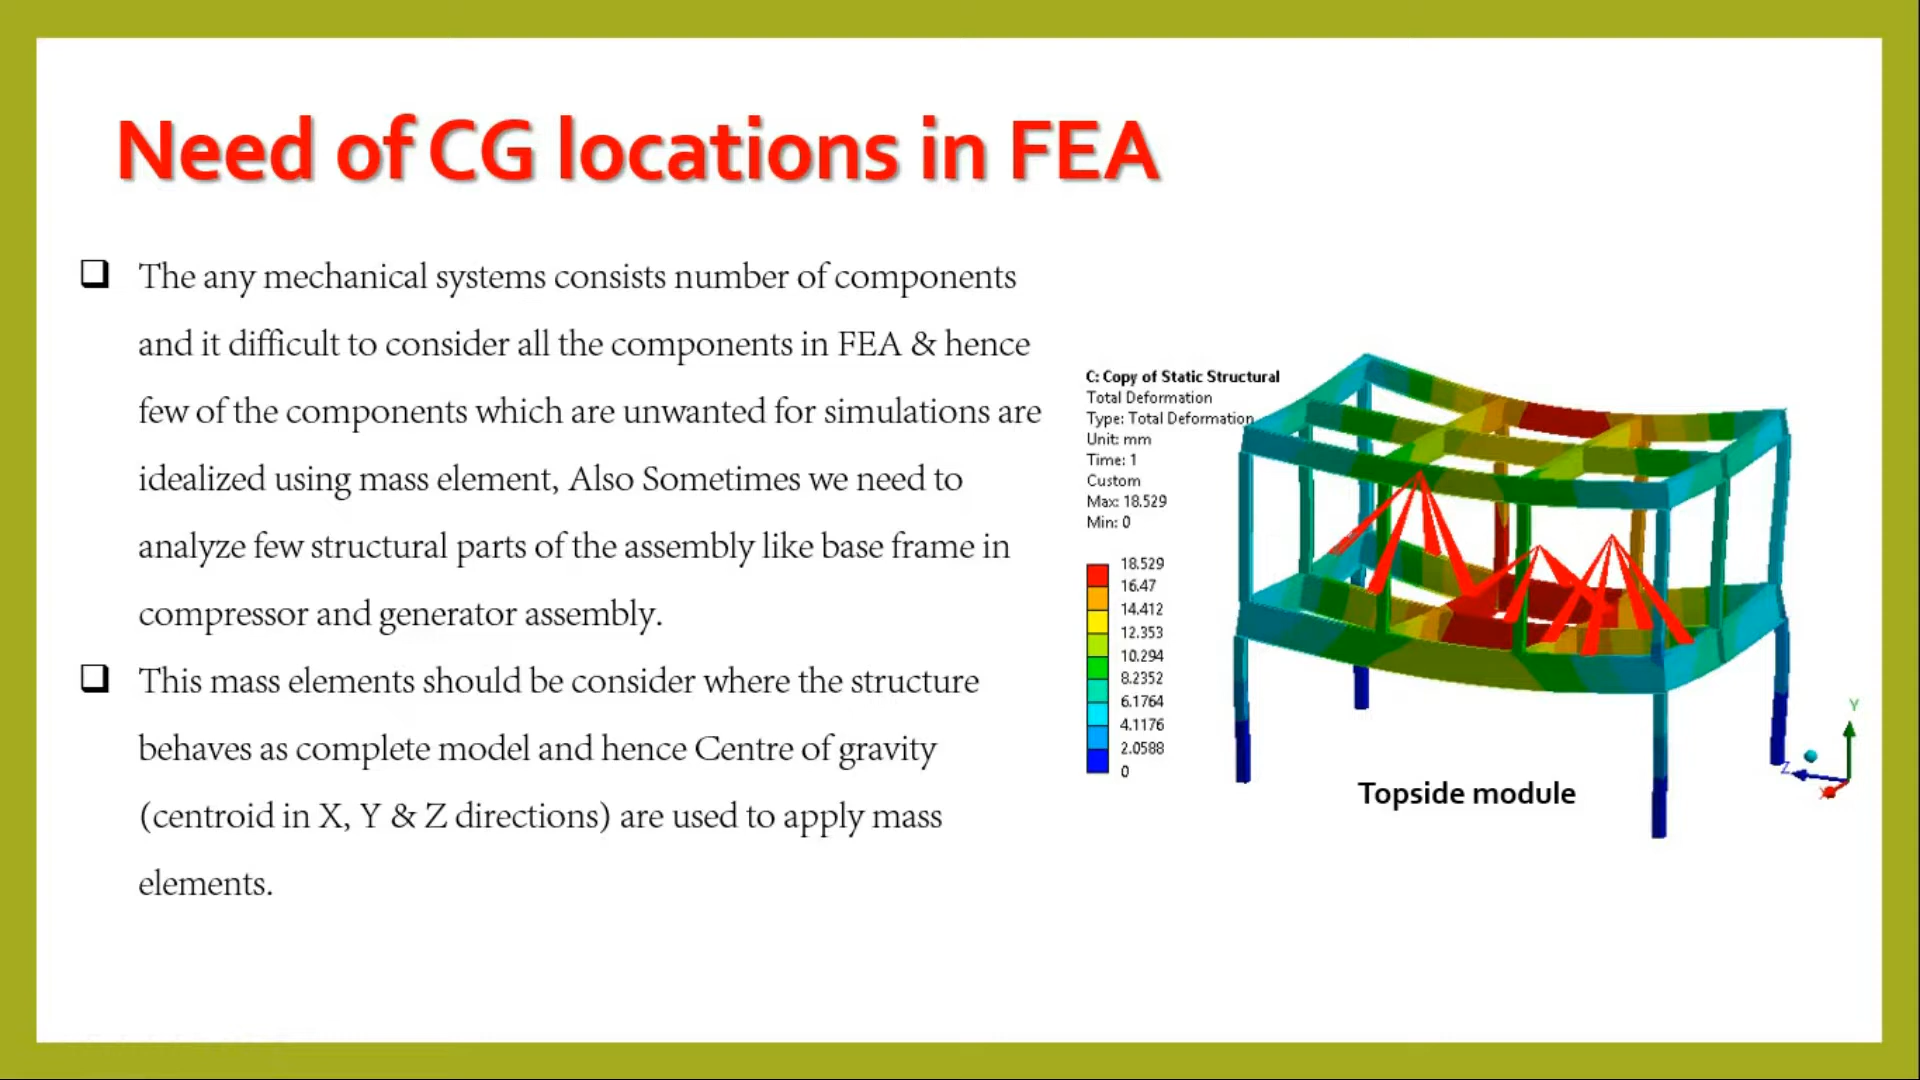 Need of CG locations in FEA
The any mechanical systems consists number of components
and it difficult to consider all the components in FEA & hence
few of the components which are unwanted for simulations are
idealized using mass element, Also Sometimes we need to
analyze few structural parts of the assembly like base frame in
compressor and generator assembly.
This mass elements should be consider where the structure
behaves as complete model and hence Centre of gravity
(centroid in X, Y & Z directions) are used to apply mass
elements.
C: Copy of Static Structural
Total Deformation
Type: Total Deformation
Unit: mm
Time: 1
Custom
Max: 18.529
Min: 0
18.529
16.47
14.412
12.353
10.294
8.2352
6.1764
4.1176
2.0588
0
Topside module
Y
Z
X